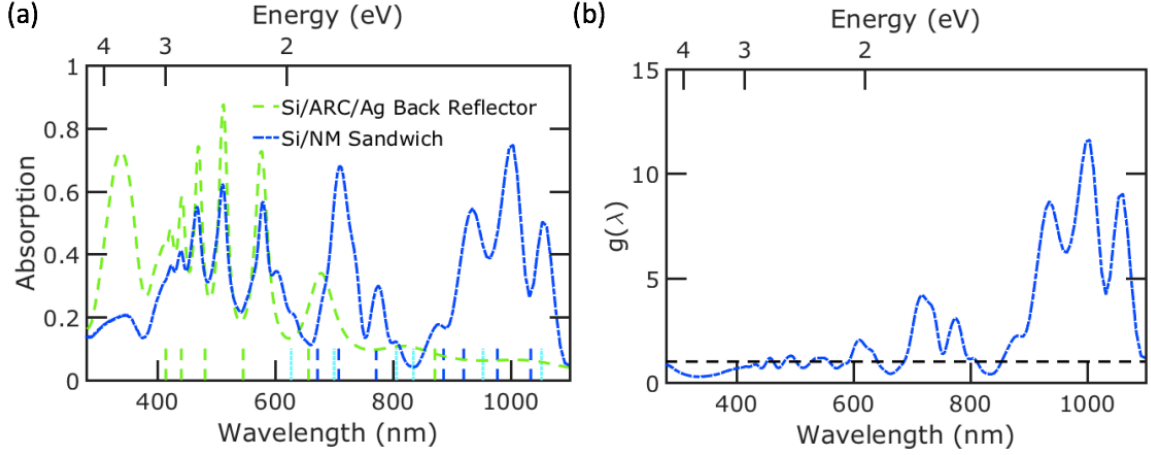 (a)
Energy (eV)
4 3 2
1
0.8
0.6
0.4
0.2
0
Absorption
Si/ARC/Ag Back Reflector
Si/NM Sandwich
400 600 800 1000
Wavelength (nm)
(b)
Energy (eV)
4 3 2
15
10
5
0
g(λ)
400 600 800 1000
Wavelength (nm)